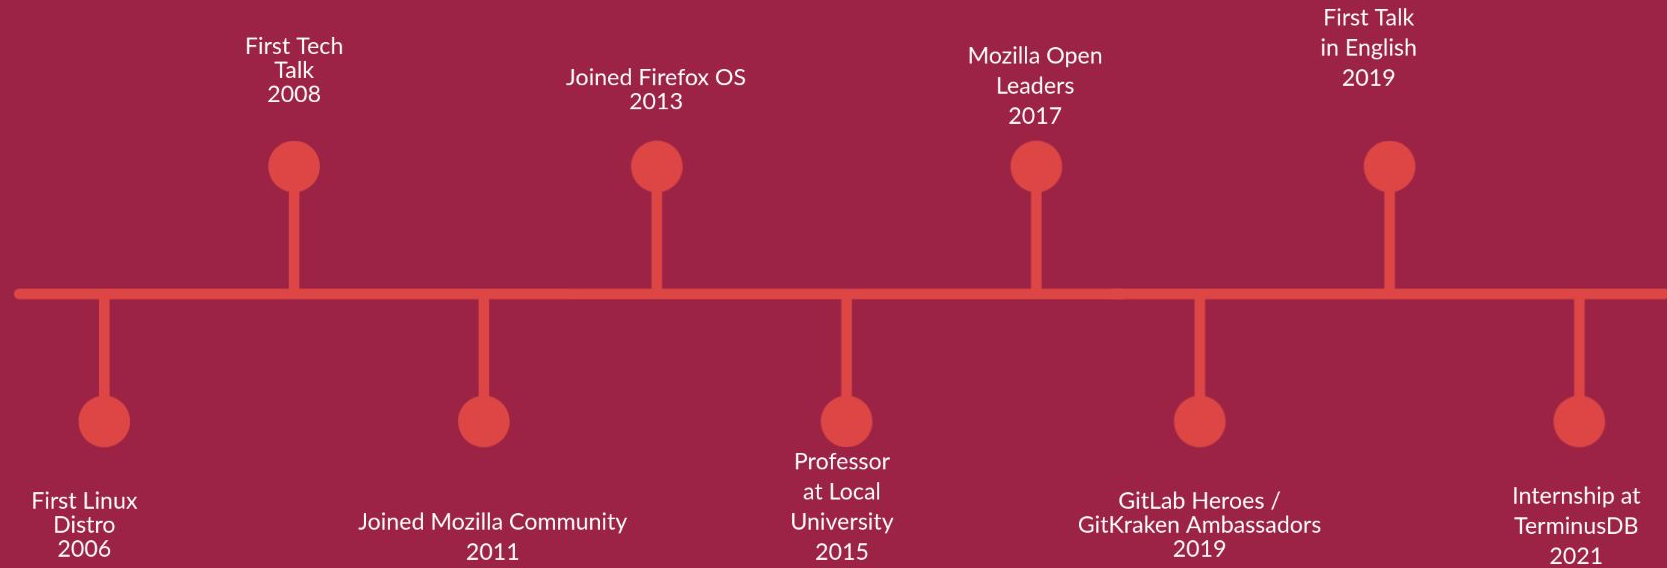 First Linux
Distro
2006
First Tech
Talk
2008
Joined Mozilla Community
2011
Joined Firefox OS
2013
Professor
at Local
University
2015
Mozilla Open
Leaders
2017
GitLab Heroes /
GitKraken Ambassadors
2019
First Talk
in English
2019
Internship at
TerminusDB
2021